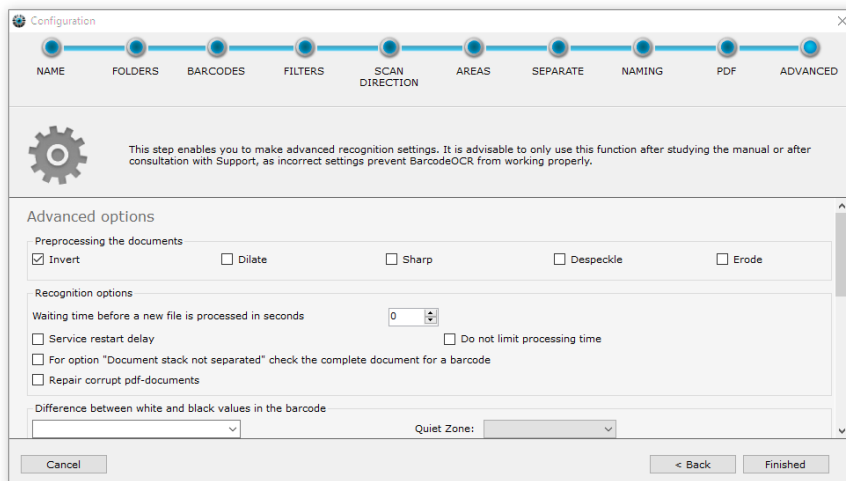 Configuration
NAME
FOLDERS
BARCODES
FILTERS
SCAN
DIRECTION
AREAS
SEPARATE
NAMING
PDF
ADVANCED
This step enables you to make advanced recognition settings. It is advisable to only use this function after studying the manual or after
consultation with Support, as incorrect settings prevent BarcodeOCR from working properly.
Advanced options
Preprocessing the documents
Invert
Dilate
Sharp
Despeckle
Erode
Recognition options
Waiting time before a new file is processed in seconds
0
Service restart delay
Do not limit processing time
For option "Document stack not separated" check the complete document for a barcode
Repair corrupt pdf-documents
Difference between white and black values in the barcode
Quiet Zone:
Cancel
< Back
Finished